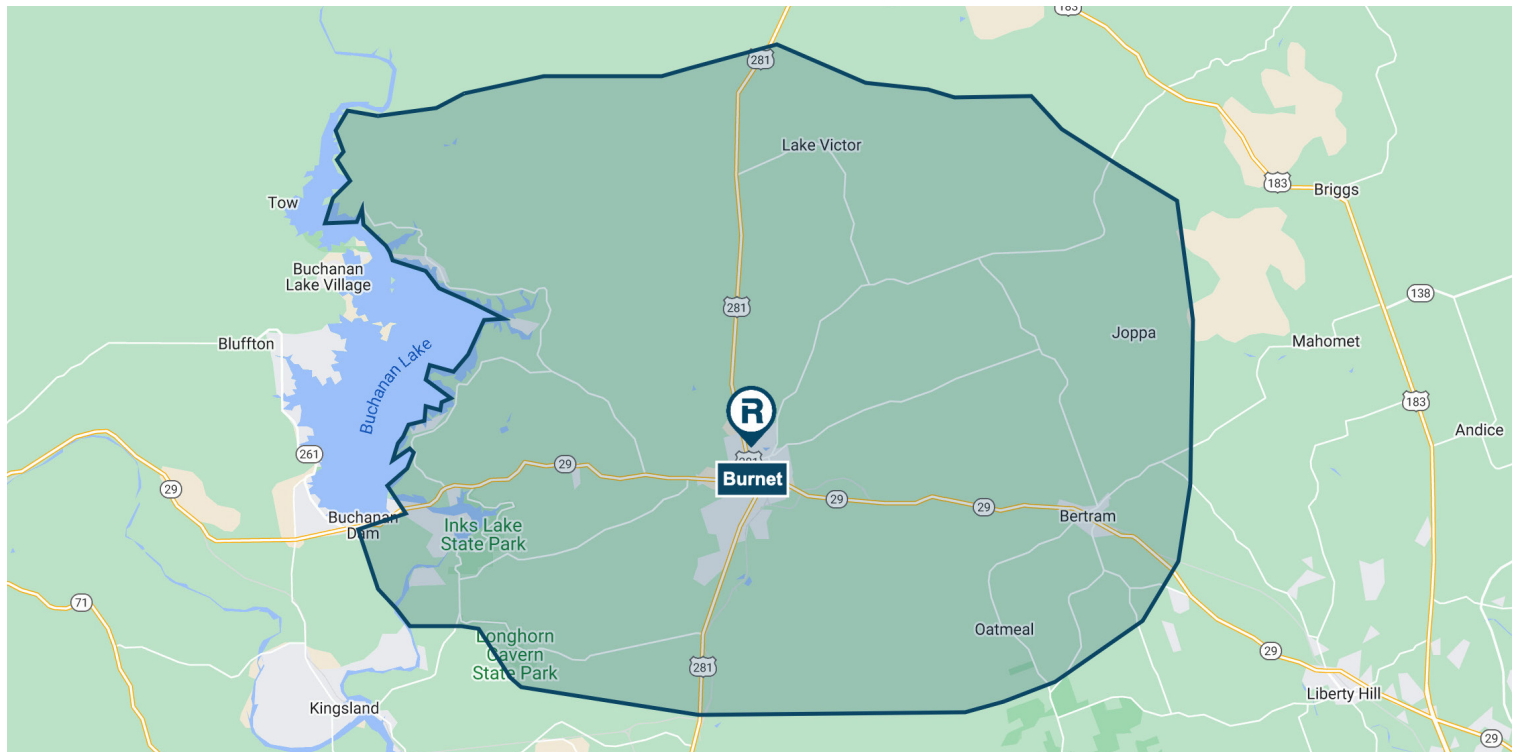 183
281
Lake Victor
183
Briggs
Tow
Buchanan
Lake Village
138
281
Joppa
Mahomet
Bluffton
Buchanan Lake
183
R
Andice
261
281
29
Burnet
29
29
29
Bertram
Buchanan
Dam
Inks Lake
State Park
71
Oatmeal
Longhorn
Cavern
State Park
29
281
Liberty Hill
Kingsland
29